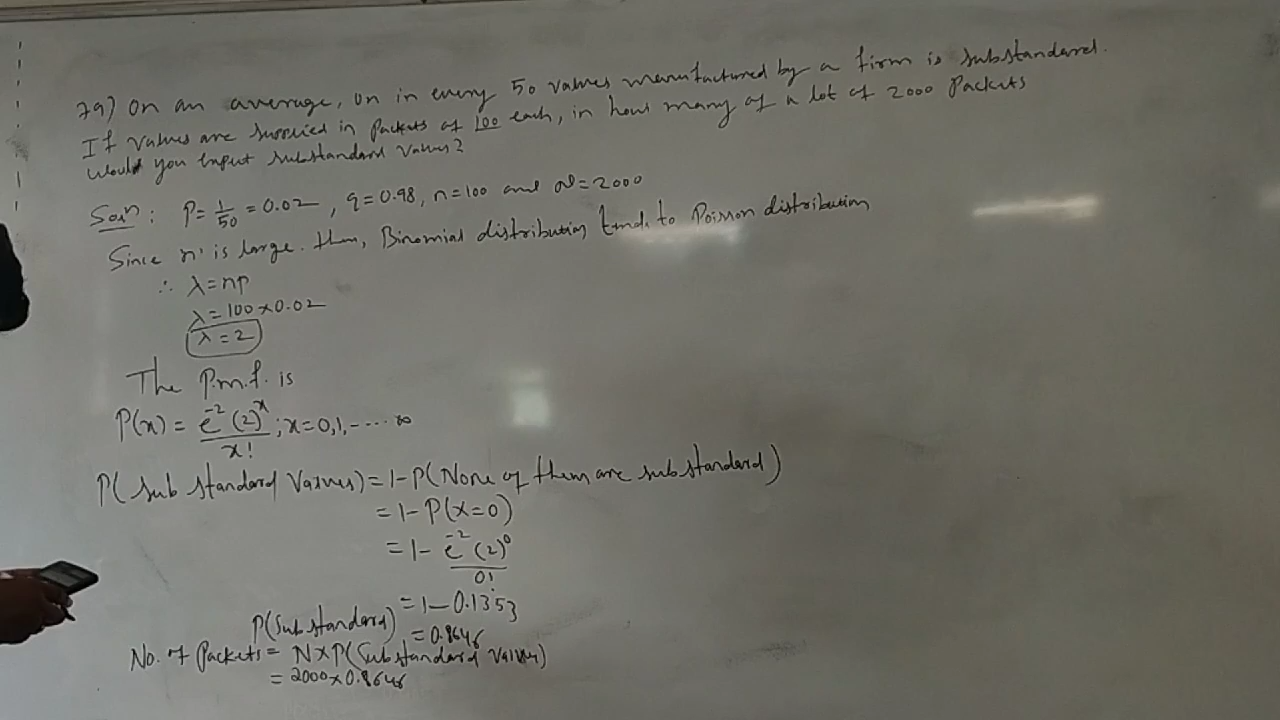 79) On an average, on in every 50 valves manufactured by a firm is substandard.
If valves are supplied in Packets of 100 each, in how many of a lot of 2000 Packets
would you expect substandard valves?
Soln: P = 1/50 = 0.02, q = 0.98, n = 100 and N = 2000
Since 'n' is large. then, Binomial distribution tends to Poisson distribution
∴ λ = np
λ = 100 × 0.02
λ = 2
The P.m.f. is
P(x) = e^-2 (2)^x / x! ; x = 0,1,---- ∞
P(Sub standard Valves) = 1 - P(None of them are substandard)
= 1 - P(x=0)
= 1 - e^-2 (2)^0 / 0!
= 1 - 0.1353
P(Substandard) = 0.8646
No. of Packets = N × P(Substandard valves)
= 2000 × 0.8646